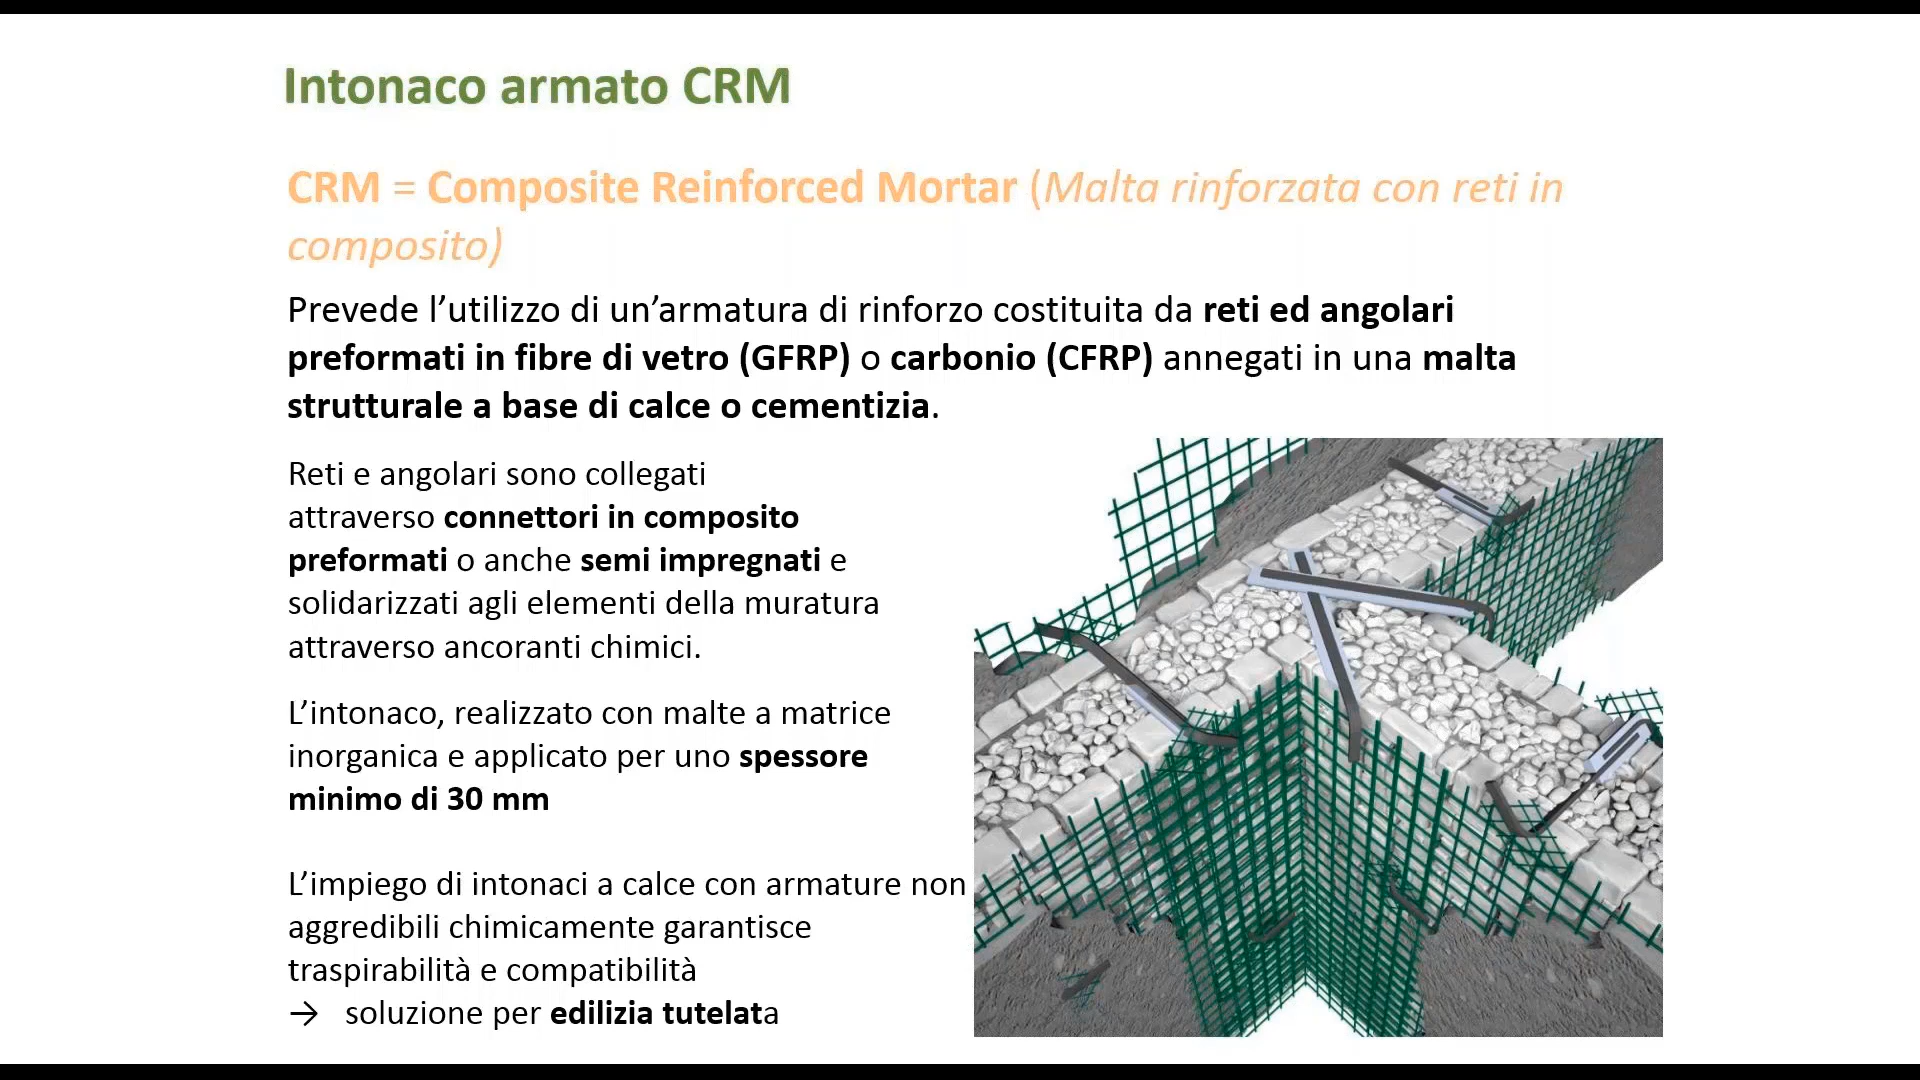 Intonaco armato CRM
CRM = Composite Reinforced Mortar (Malta rinforzata con reti in
composito)
Prevede l’utilizzo di un’armatura di rinforzo costituita da reti ed angolari
preformati in fibre di vetro (GFRP) o carbonio (CFRP) annegati in una malta
strutturale a base di calce o cementizia.
Reti e angolari sono collegati
attraverso connettori in composito
preformati o anche semi impregnati e
solidarizzati agli elementi della muratura
attraverso ancoranti chimici.
L’intonaco, realizzato con malte a matrice
inorganica e applicato per uno spessore
minimo di 30 mm
L’impiego di intonaci a calce con armature non
aggredibili chimicamente garantisce
traspirabilità e compatibilità
→ soluzione per edilizia tutelata